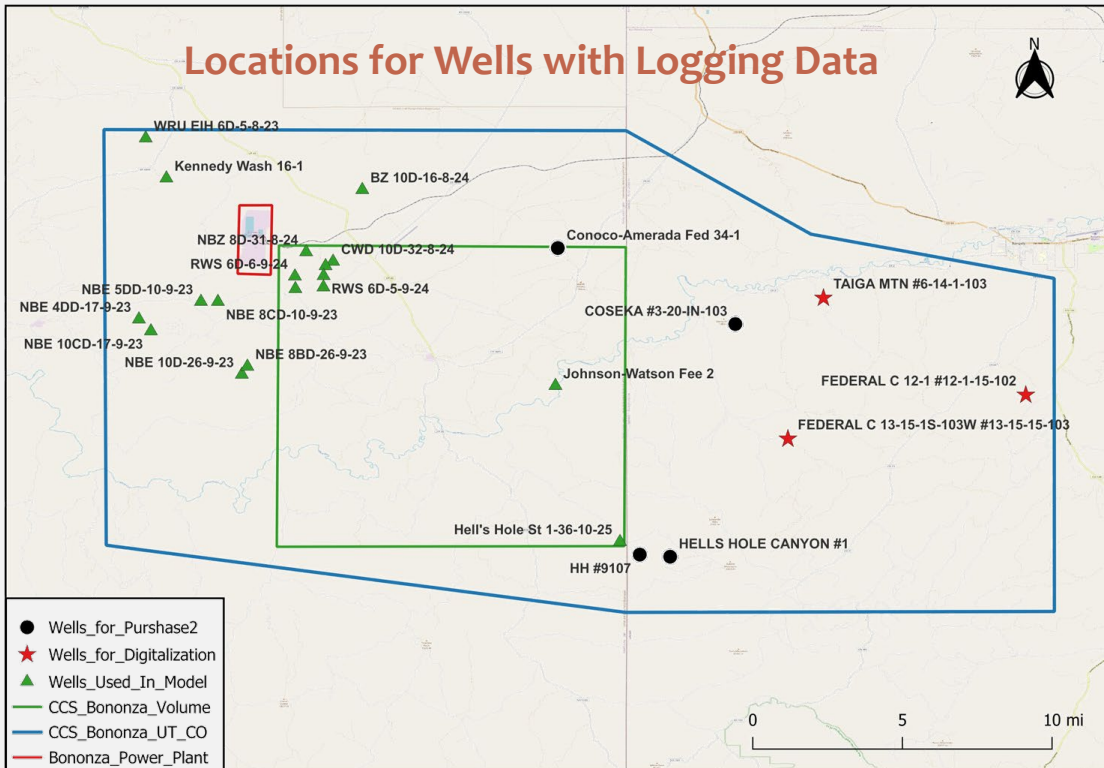 Locations for Wells with Logging Data
N
WRU EIH 6D-5-8-23
Kennedy Wash 16-1
BZ 10D-16-8-24
NBZ 8D-31-8-24
Conoco-Amerada Fed 34-1
CWD 10D-32-8-24
RWS 6D-6-9-24
TAIGA MTN #6-14-1-103
NBE 5DD-10-9-23
RWS 6D-5-9-24
NBE 4DD-17-9-23
NBE 8CD-10-9-23
COSEKA #3-20-IN-103
NBE 10CD-17-9-23
NBE 8BD-26-9-23
NBE 10D-26-9-23
Johnson-Watson Fee 2
FEDERAL C 12-1 #12-1-15-102
FEDERAL C 13-15-1S-103W #13-15-15-103
Hell's Hole St 1-36-10-25
HELLS HOLE CANYON #1
HH #9107
Wells_for_Purshase2
Wells_for_Digitalization
Wells_Used_In_Model
CCS_Bononza_Volume
CCS_Bononza_UT_CO
Bononza_Power_Plant
0 5 10 mi